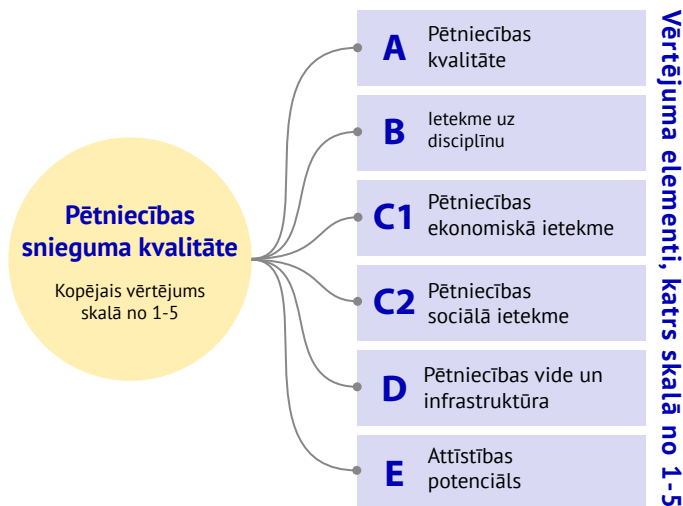 Pētniecības
snieguma kvalitāte
Kopējais vērtējums
skalā no 1-5
A
Pētniecības
kvalitāte
B
Ietekme uz
disciplīnu
C1
Pētniecības
ekonomiskā ietekme
C2
Pētniecības
sociālā ietekme
D
Pētniecības vide un
infrastruktūra
E
Attīstības
potenciāls
Vērtējuma elementi, katrs skalā no 1-5